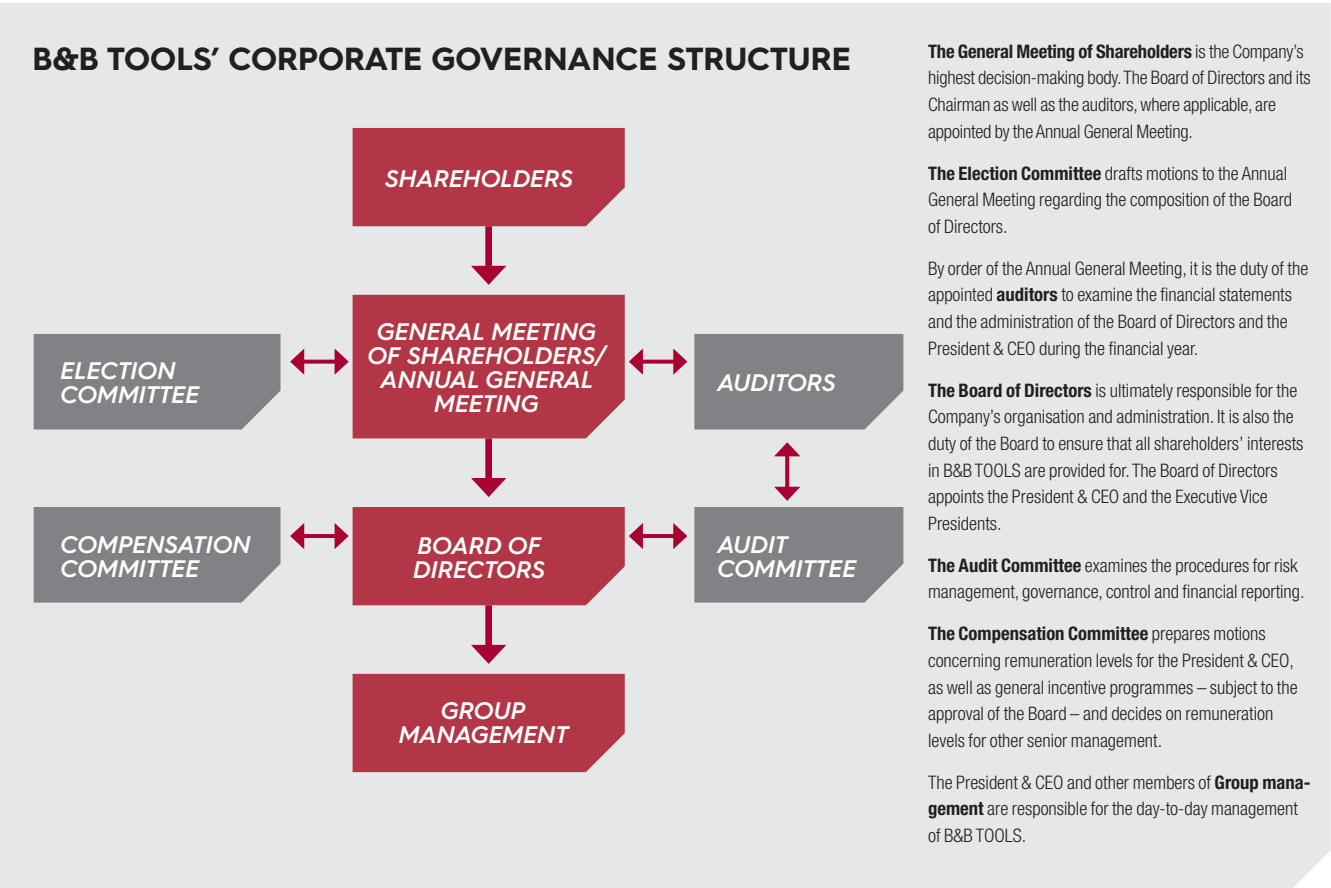 B&B TOOLS’ CORPORATE GOVERNANCE STRUCTURE
SHAREHOLDERS
GENERAL MEETING
OF SHAREHOLDERS/
ANNUAL GENERAL
MEETING
ELECTION
COMMITTEE
AUDITORS
COMPENSATION
COMMITTEE
BOARD OF
DIRECTORS
AUDIT
COMMITTEE
GROUP
MANAGEMENT
The General Meeting of Shareholders is the Company’s
highest decision-making body. The Board of Directors and its
Chairman as well as the auditors, where applicable, are
appointed by the Annual General Meeting.
The Election Committee drafts motions to the Annual
General Meeting regarding the composition of the Board
of Directors.
By order of the Annual General Meeting, it is the duty of the
appointed auditors to examine the financial statements
and the administration of the Board of Directors and the
President & CEO during the financial year.
The Board of Directors is ultimately responsible for the
Company’s organisation and administration. It is also the
duty of the Board to ensure that all shareholders’ interests
in B&B TOOLS are provided for. The Board of Directors
appoints the President & CEO and the Executive Vice
Presidents.
The Audit Committee examines the procedures for risk
management, governance, control and financial reporting.
The Compensation Committee prepares motions
concerning remuneration levels for the President & CEO,
as well as general incentive programmes – subject to the
approval of the Board – and decides on remuneration
levels for other senior management.
The President & CEO and other members of Group mana-
gement are responsible for the day-to-day management
of B&B TOOLS.